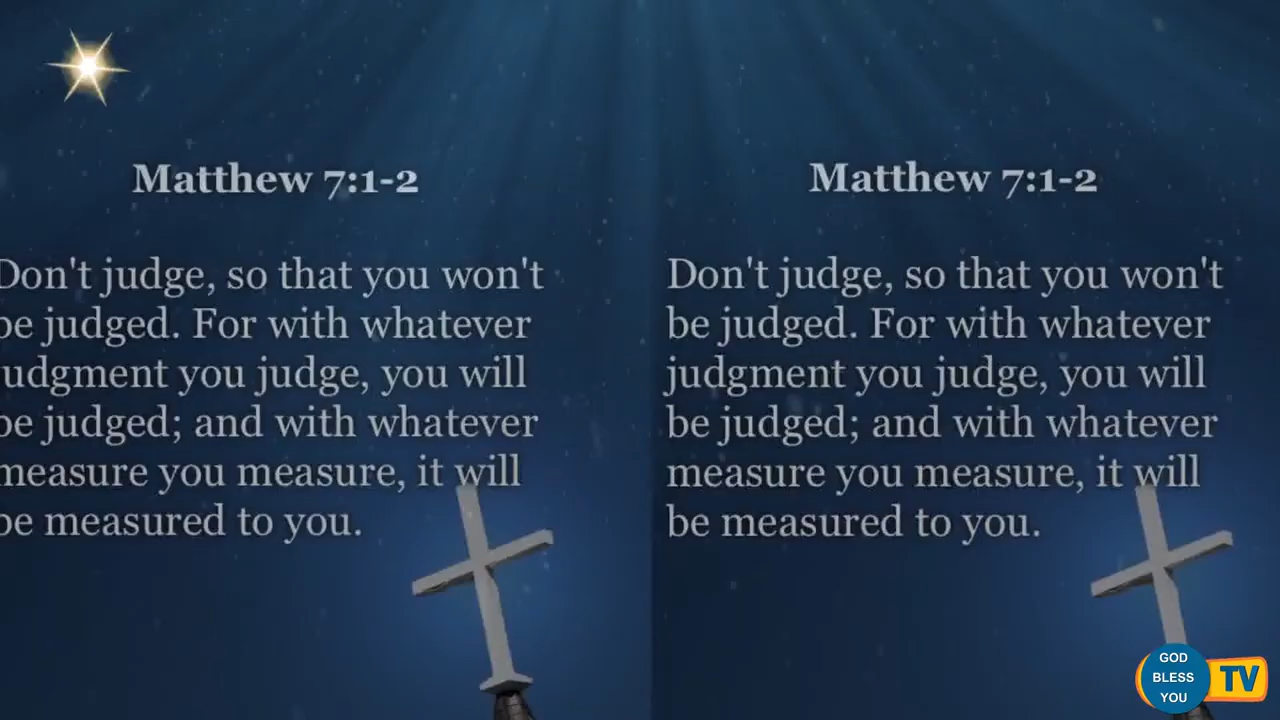 Matthew 7:1-2
Don't judge, so that you won't
be judged. For with whatever
judgment you judge, you will
be judged; and with whatever
measure you measure, it will
be measured to you.
Matthew 7:1-2
Don't judge, so that you won't
be judged. For with whatever
judgment you judge, you will
be judged; and with whatever
measure you measure, it will
be measured to you.
GOD
BLESS
YOU
TV